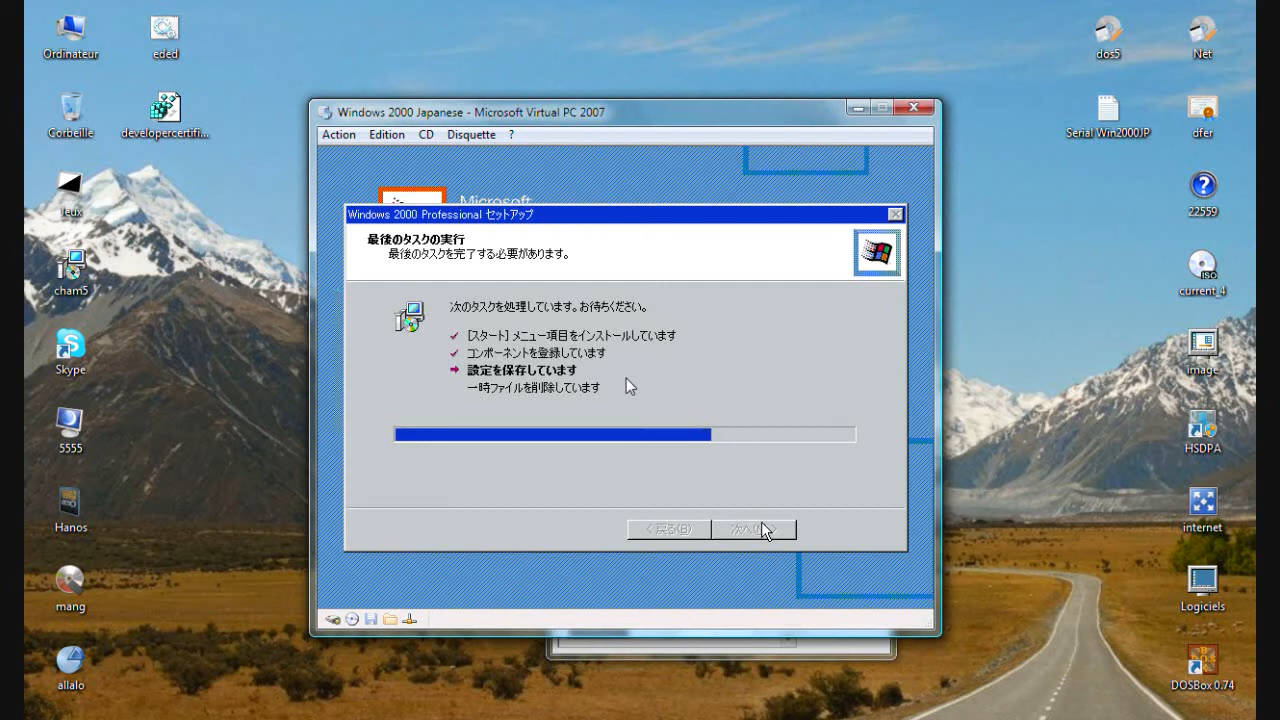 Ordinateur
eded
dos5
Net
Corbeille
developercertifi...
Serial Win2000JP
dfer
Jeux
22559
cham5
current_4
Skype
image
5555
HSDPA
Hanos
internet
mang
Logiciels
allalo
DOSBox 0.74
Windows 2000 Japanese - Microsoft Virtual PC 2007
Action Edition CD Disquette ?
Microsoft
Windows 2000 Professional セットアップ
最後のタスクの実行
最後のタスクを完了する必要があります。
次のタスクを処理しています。お待ちください。
[スタート] メニュー項目をインストールしています
コンポーネントを登録しています
設定を保存しています
一時ファイルを削除しています
< 戻る(B)
次へ
ISO
DOS